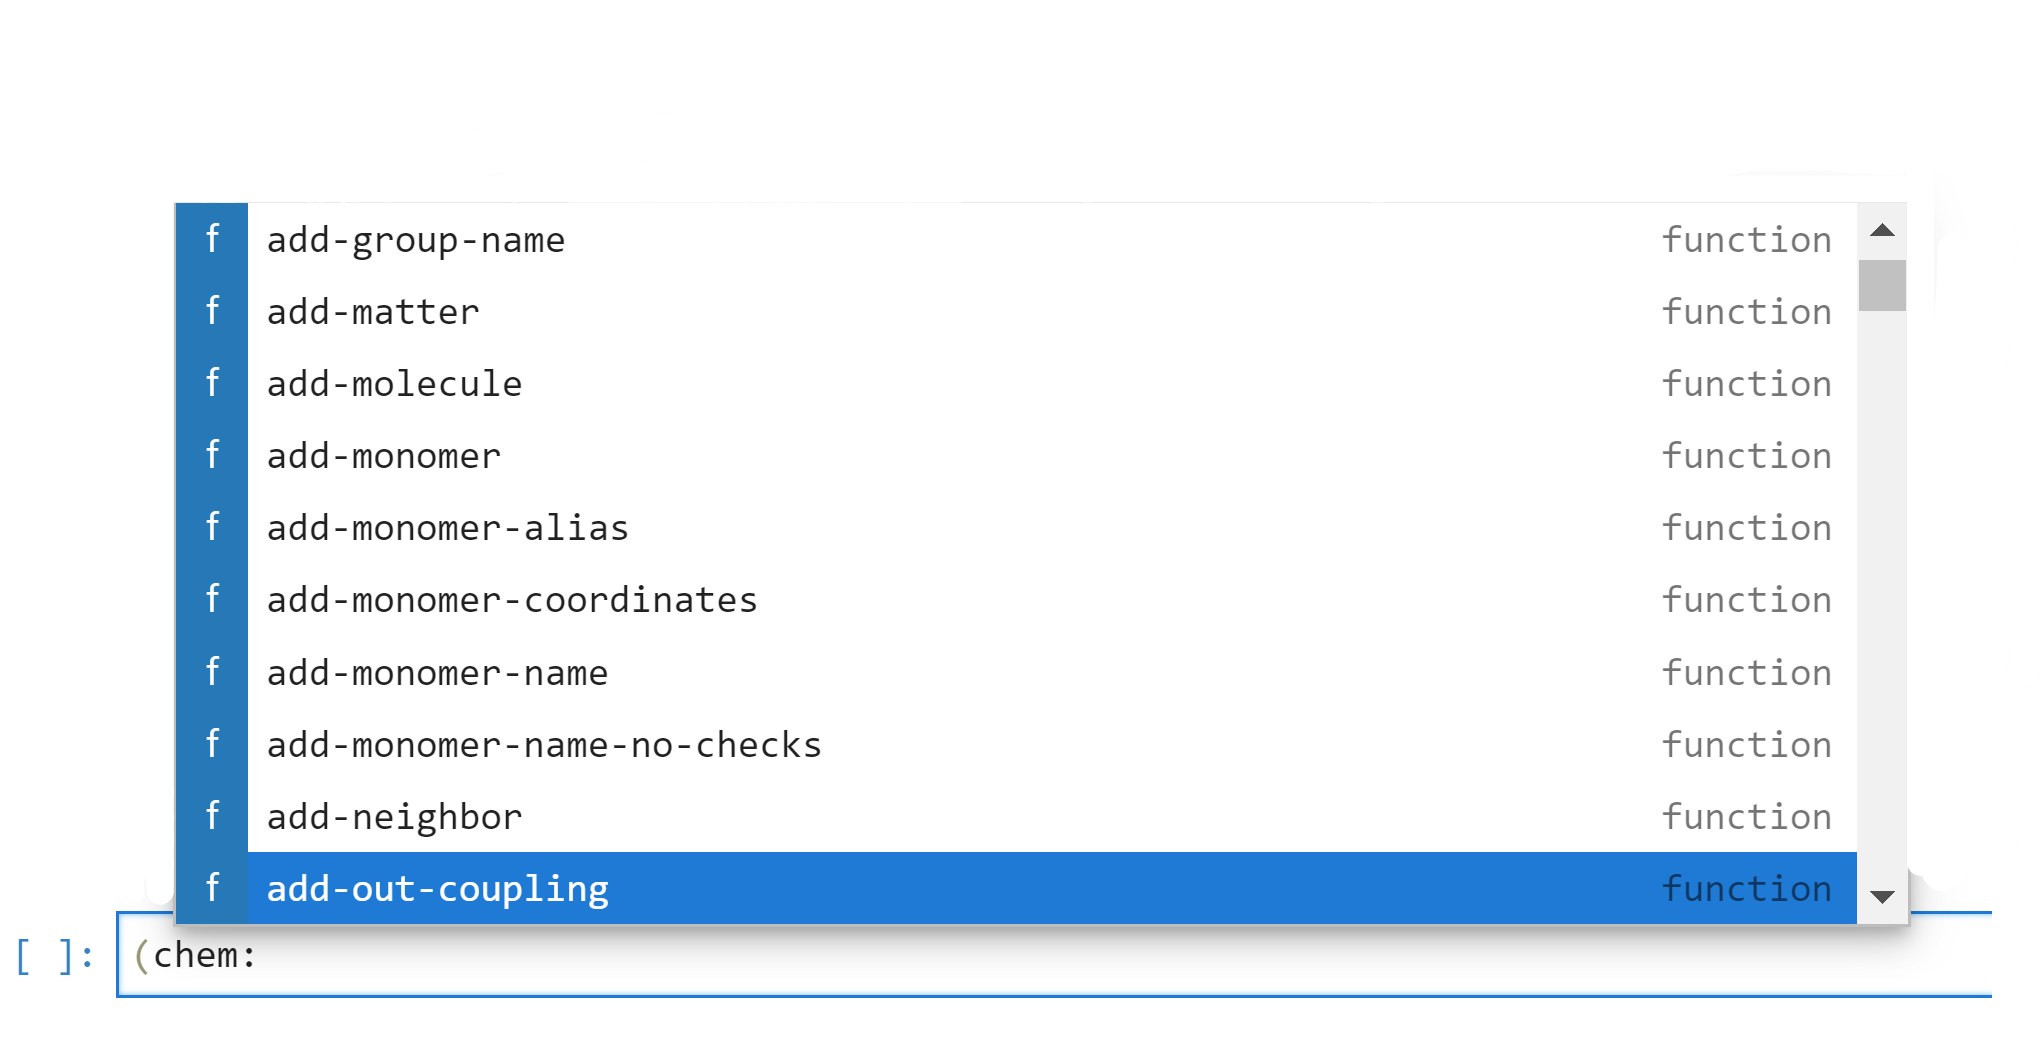 f add-group-name function
f add-matter function
f add-molecule function
f add-monomer function
f add-monomer-alias function
f add-monomer-coordinates function
f add-monomer-name function
f add-monomer-name-no-checks function
f add-neighbor function
f add-out-coupling function
[ ]: (chem: